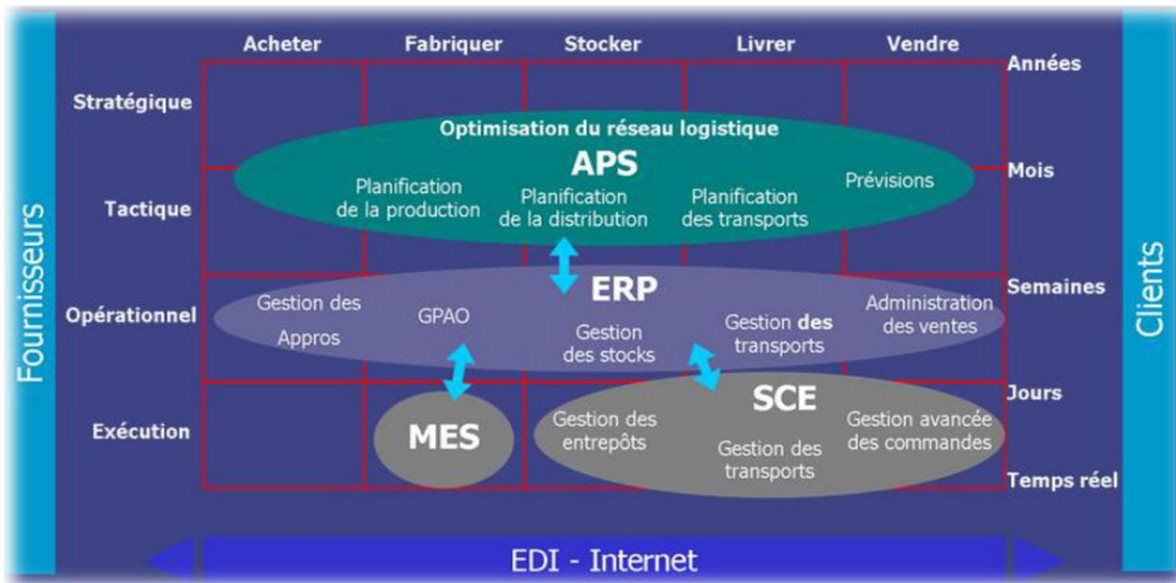 Acheter Fabriquer Stocker Livrer Vendre
Années
Stratégique
Optimisation du réseau logistique
APS
Mois
Tactique
Planification
de la production
Planification
de la distribution
Planification
des transports
Prévisions
Fournisseurs
Clients
Semaines
Opérationnel
ERP
Gestion des
Appros
GPAO
Gestion
des stocks
Gestion des
transports
Administration
des ventes
Jours
Exécution
MES
SCE
Gestion des
entrepôts
Gestion des
transports
Gestion avancée
des commandes
Temps réel
EDI - Internet